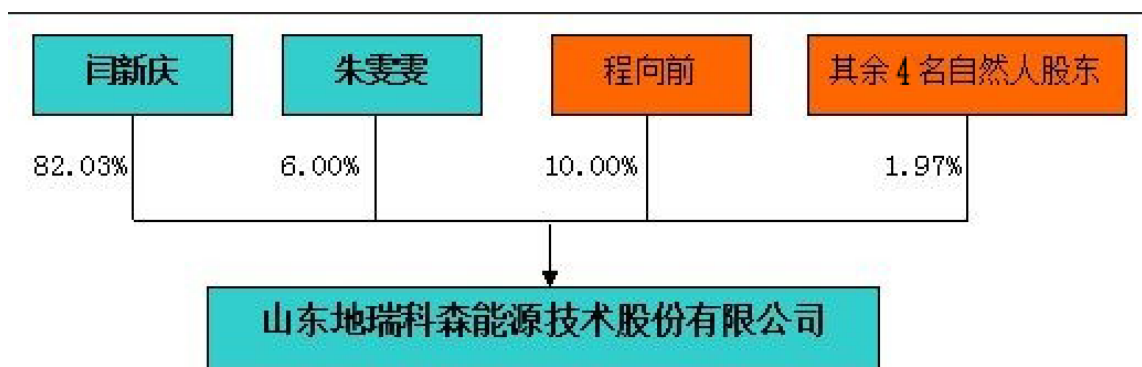 闫新庆
朱雯雯
程向前
其余4名自然人股东
82.03%
6.00%
10.00%
1.97%
山东地瑞科森能源技术股份有限公司